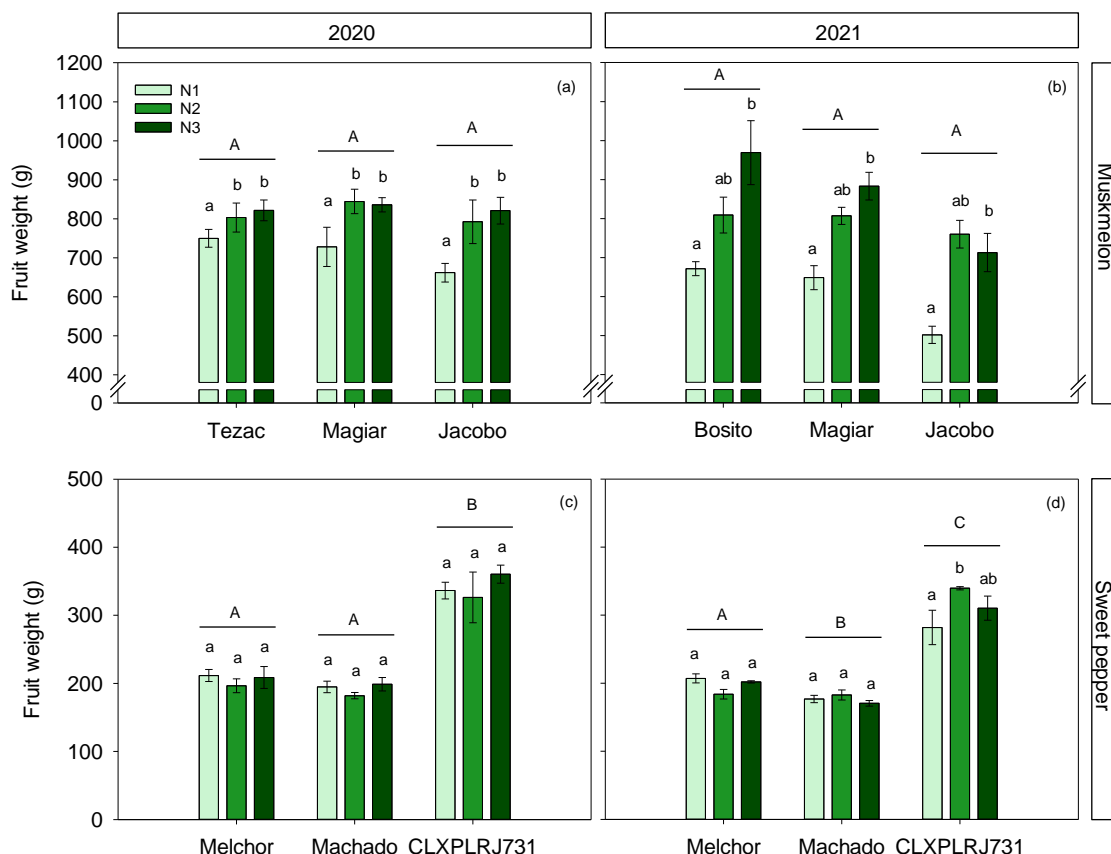 2020
2021
1200
1100
1000
900
800
700
600
500
400
0
Fruit weight (g)
N1
N2
N3
(a)
A
A
A
a
b
b
a
b
b
a
b
b
Tezac
Magiar
Jacobo
(b)
A
A
A
a
ab
b
a
ab
b
a
ab
b
Bosito
Magiar
Jacobo
Muskmelon
500
400
300
200
100
0
Fruit weight (g)
(c)
A
A
B
a
a
a
a
a
a
a
a
a
Melchor
Machado
CLXPLRJ731
(d)
A
B
C
a
a
a
a
a
a
a
b
ab
Melchor
Machado
CLXPLRJ731
Sweet pepper